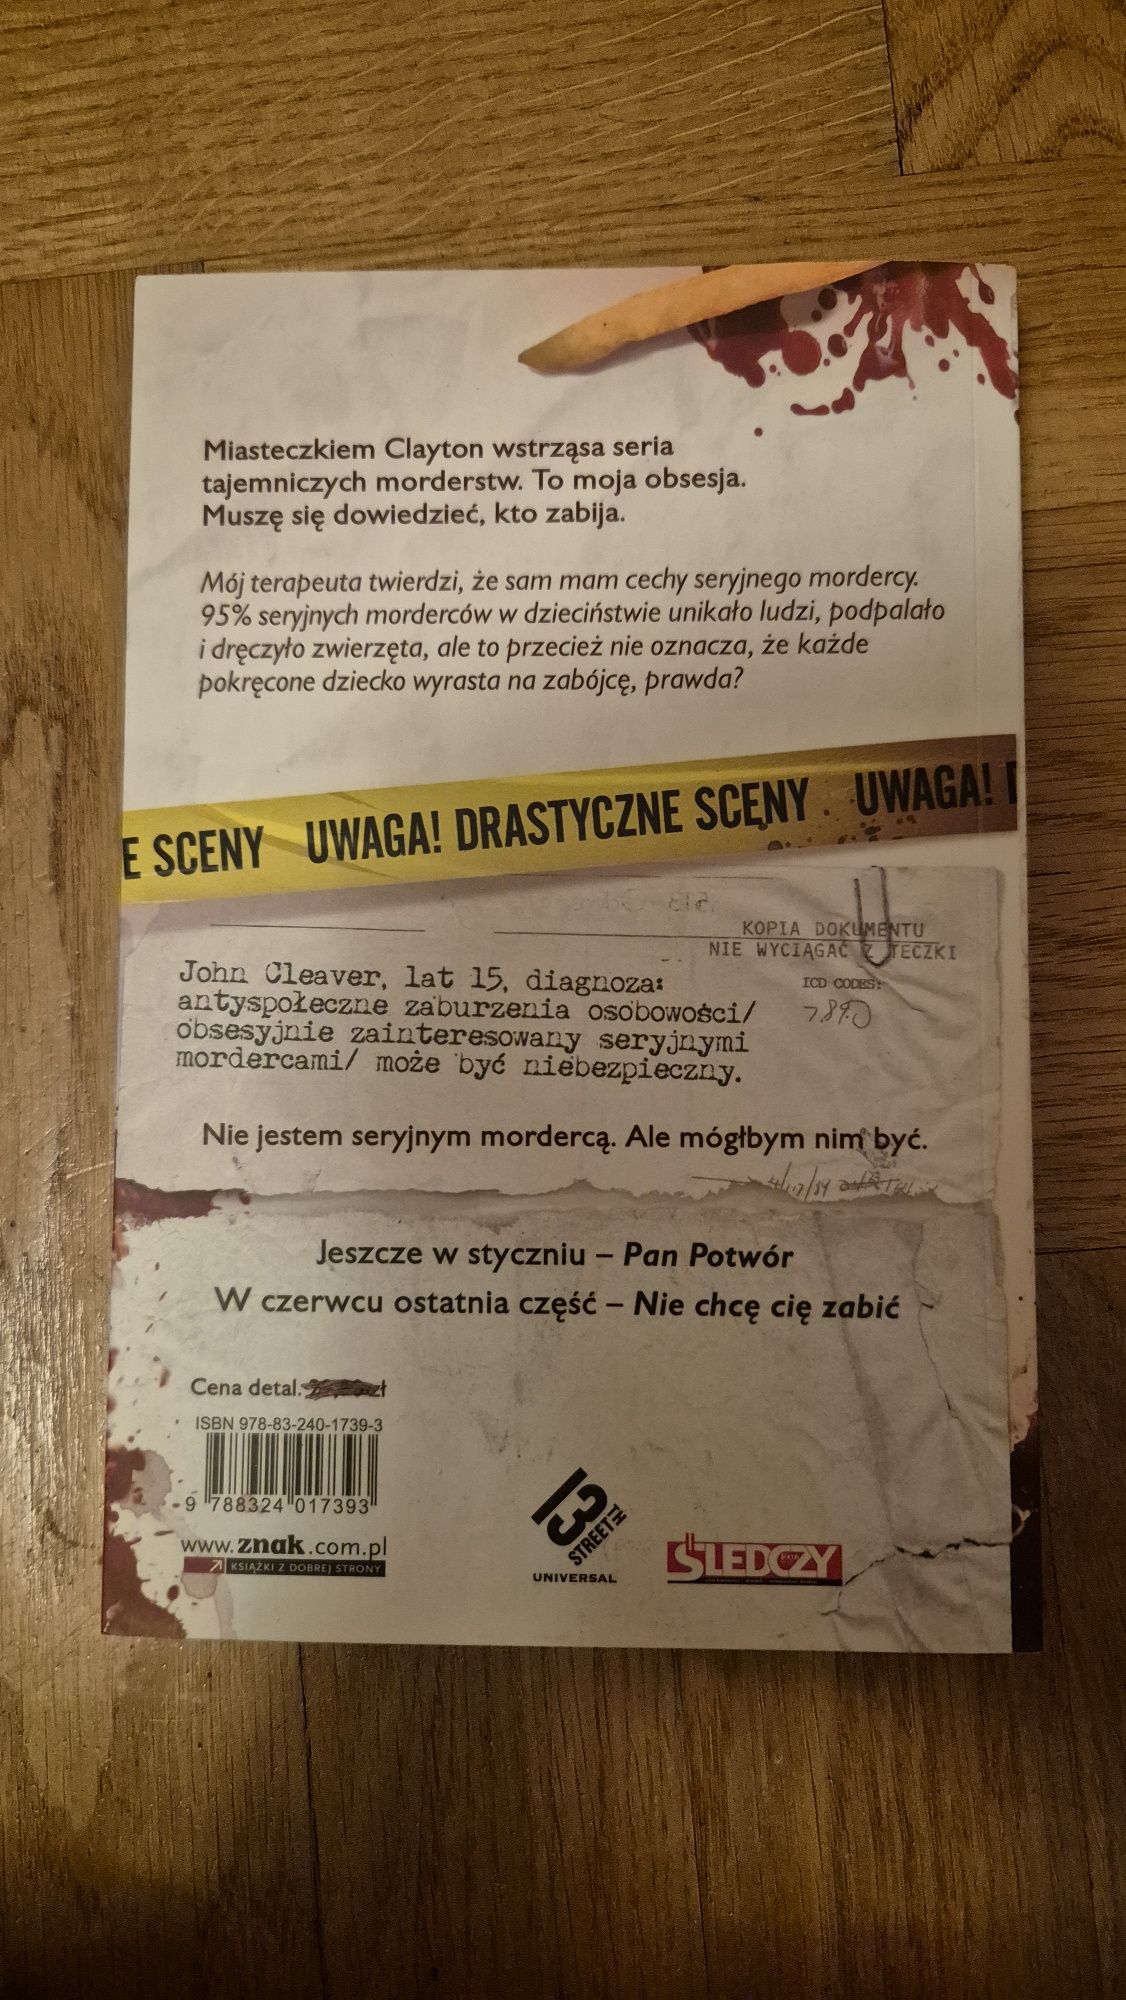 Miasteczkiem Clayton wstrząsa seria
tajemniczych morderstw. To moja obsesja.
Muszę się dowiedzieć, kto zabija.
Mój terapeuta twierdzi, że sam mam cechy seryjnego mordercy.
95% seryjnych morderców w dzieciństwie unikało ludzi, podpalało
i dręczyło zwierzęta, ale to przecież nie oznacza, że każde
pokręcone dziecko wyrasta na zabójcę, prawda?
E SCENY UWAGA! DRASTYCZNE SCENY UWAGA! D
KOPIA DOKUMENTU
NIE WYCIĄGAĆ Z TECZKI
ICD CODES:
John Cleaver, lat 15, diagnoza:
antyspołeczne zaburzenia osobowości/
obsesyjnie zainteresowany seryjnymi
mordercami/ może być niebezpieczny.
Nie jestem seryjnym mordercą. Ale mógłbym nim być.
Jeszcze w styczniu – Pan Potwór
W czerwcu ostatnia część – Nie chcę cię zabić
Cena detal. zł
ISBN 978-83-240-1739-3
9 788324 017393
www.znak.com.pl
KSIĄŻKI Z DOBREJ STRONY
13
STREET
UNIVERSAL
ŚLEDCZY